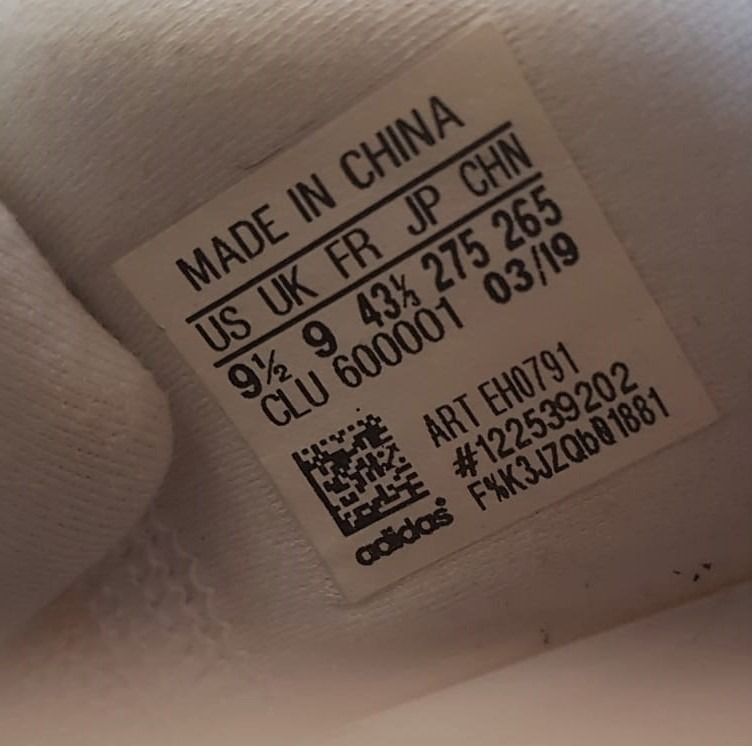 MADE IN CHINA
US UK FR JP CHN
9½ 9 43⅓ 275 265
CLU 600001 03/19
ART EH0791
#122539202
adidas